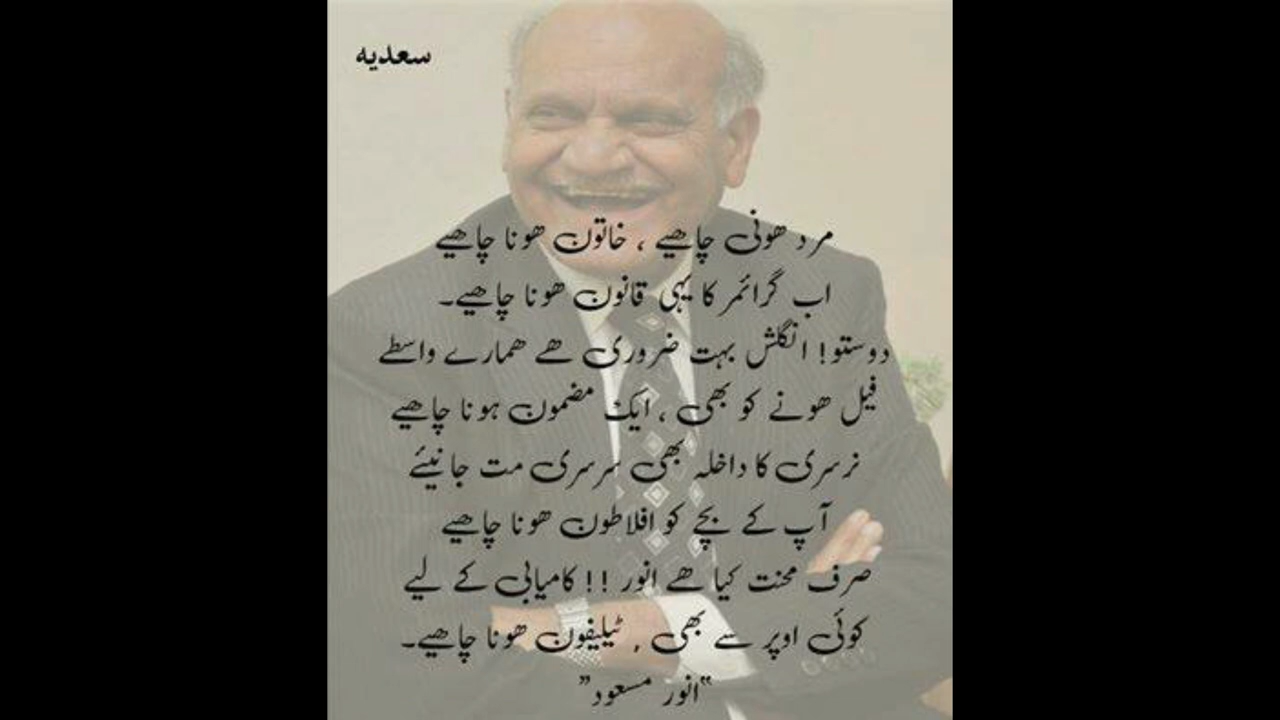 سعدیہ
مرد ھونی چاھیے ، خاتون ھونا چاھیے
اب گرائمر کا یہی قانون ھونا چاھیے۔
دوستو! انگلش بہت ضروری ھے ھمارے واسطے
فیل ھونے کو بھی ، ایک مضمون ہونا چاھیے
نرسری کا داخلہ بھی سرسری مت جانیئے
آپ کے بچے کو افلاطون ھونا چاھیے
صرف محنت کیا ھے انور !! کامیابی کے لیے
کوئی اوپر سے بھی , ٹیلیفون ھونا چاھیے۔
“انور مسعود”